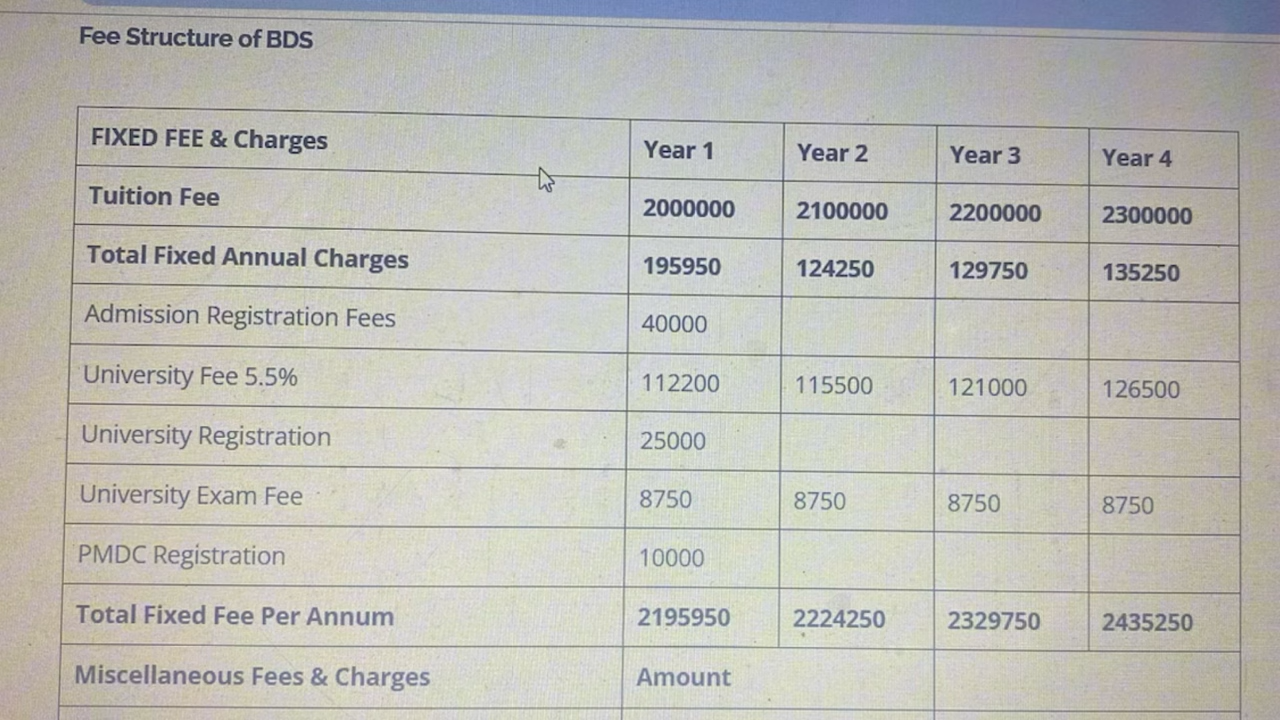 Fee Structure of BDS
FIXED FEE & Charges Year 1 Year 2 Year 3 Year 4
Tuition Fee 2000000 2100000 2200000 2300000
Total Fixed Annual Charges 195950 124250 129750 135250
Admission Registration Fees 40000
University Fee 5.5% 112200 115500 121000 126500
University Registration 25000
University Exam Fee 8750 8750 8750 8750
PMDC Registration 10000
Total Fixed Fee Per Annum 2195950 2224250 2329750 2435250
Miscellaneous Fees & Charges Amount